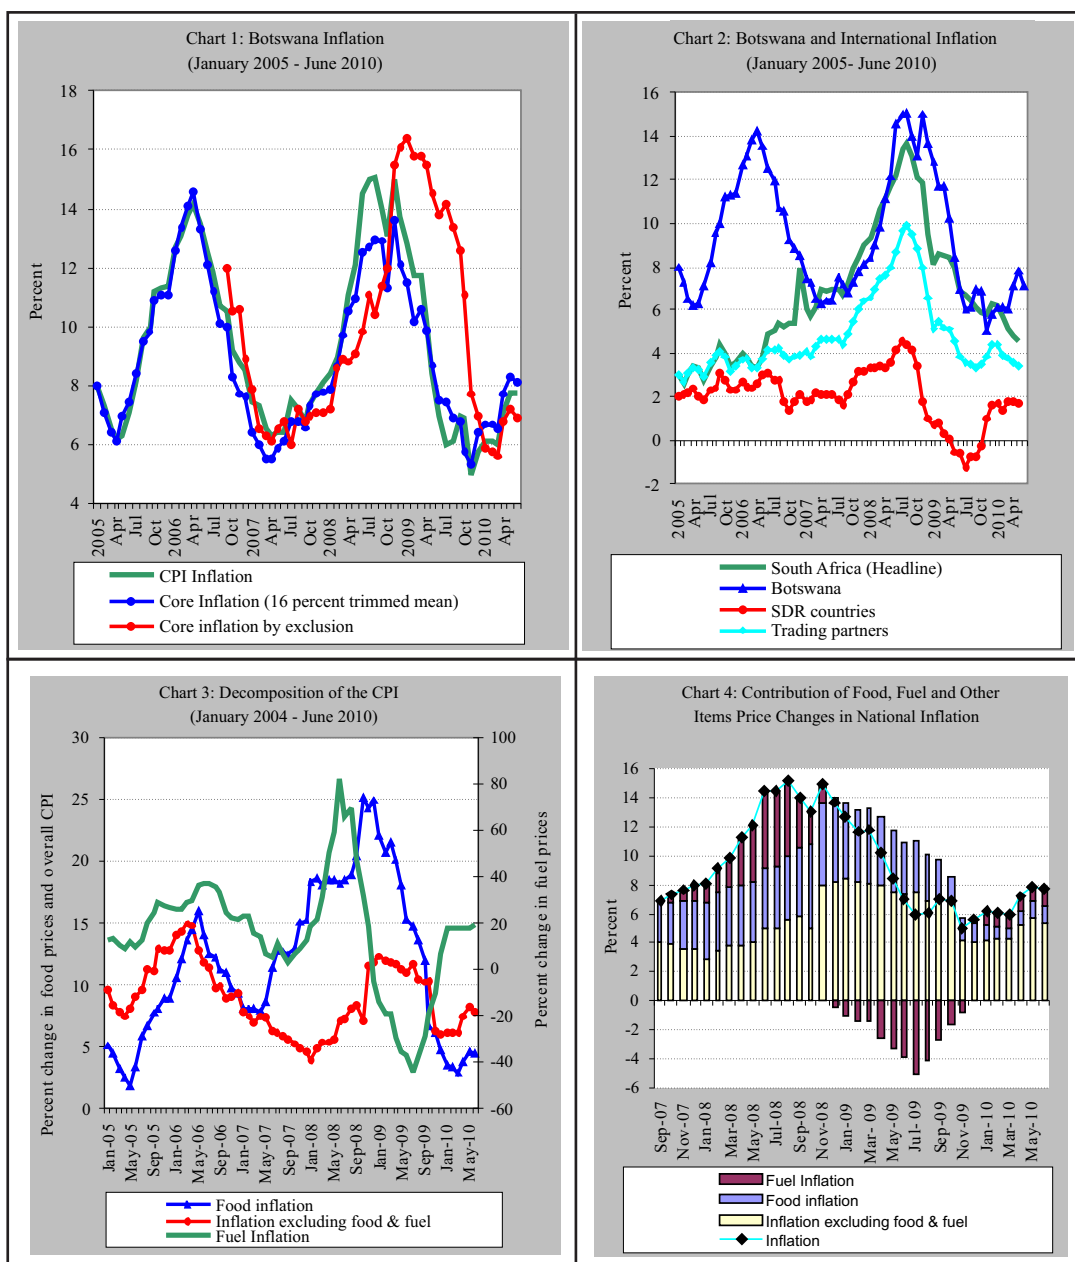 Chart 1: Botswana Inflation
(January 2005 - June 2010)
18
16
14
12
10
8
6
4
Percent
2005
Apr
Jul
Oct
2006
Apr
Jul
Oct
2007
Apr
Jul
Oct
2008
Apr
Jul
Oct
2009
Apr
Jul
Oct
2010
Apr
CPI Inflation
Core Inflation (16 percent trimmed mean)
Core inflation by exclusion
Chart 2: Botswana and International Inflation
(January 2005- June 2010)
16
14
12
10
8
6
4
2
0
-2
Percent
2005
Apr
Jul
Oct
2006
Apr
Jul
Oct
2007
Apr
Jul
Oct
2008
Apr
Jul
Oct
2009
Apr
Jul
Oct
2010
Apr
South Africa (Headline)
Botswana
SDR countries
Trading partners
Chart 3: Decomposition of the CPI
(January 2004 - June 2010)
30
25
20
15
10
5
0
Percent change in food prices and overall CPI
100
80
60
40
20
0
-20
-40
-60
Percent change in fuel prices
Jan-05
May-05
Sep-05
Jan-06
May-06
Sep-06
Jan-07
May-07
Sep-07
Jan-08
May-08
Sep-08
Jan-09
May-09
Sep-09
Jan-10
May-10
Food inflation
Inflation excluding food & fuel
Fuel Inflation
Chart 4: Contribution of Food, Fuel and Other
Items Price Changes in National Inflation
16
14
12
10
8
6
4
2
0
-2
-4
-6
Percent
Sep-07
Nov-07
Jan-08
Mar-08
May-08
Jul-08
Sep-08
Nov-08
Jan-09
Mar- 09
May-09
Jul-09
Sep-09
Nov-09
Jan-10
Mar-10
May-10
Fuel Inflation
Food inflation
Inflation excluding food & fuel
Inflation